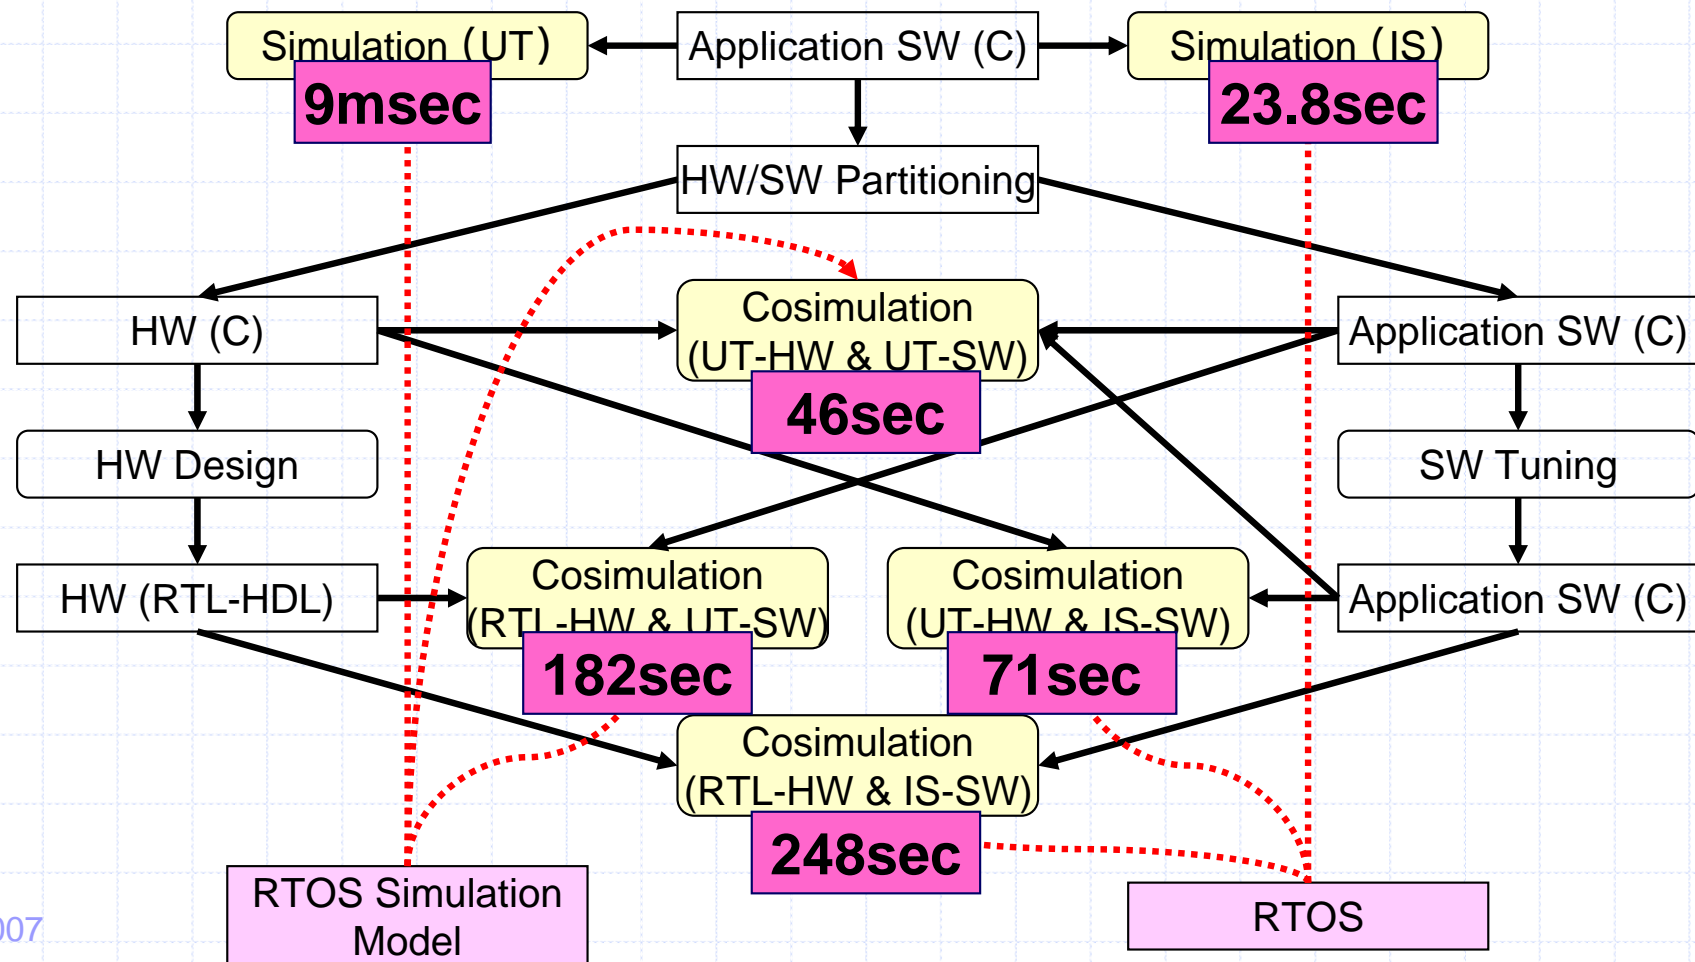 Simulation (UT)
Application SW (C)
Simulation (IS)
9msec
23.8sec
HW/SW Partitioning
HW (C)
Cosimulation
(UT-HW & UT-SW)
Application SW (C)
46sec
HW Design
SW Tuning
HW (RTL-HDL)
Cosimulation
(RTL-HW & UT-SW)
Cosimulation
(UT-HW & IS-SW)
Application SW (C)
182sec
71sec
Cosimulation
(RTL-HW & IS-SW)
248sec
RTOS Simulation
Model
RTOS
007